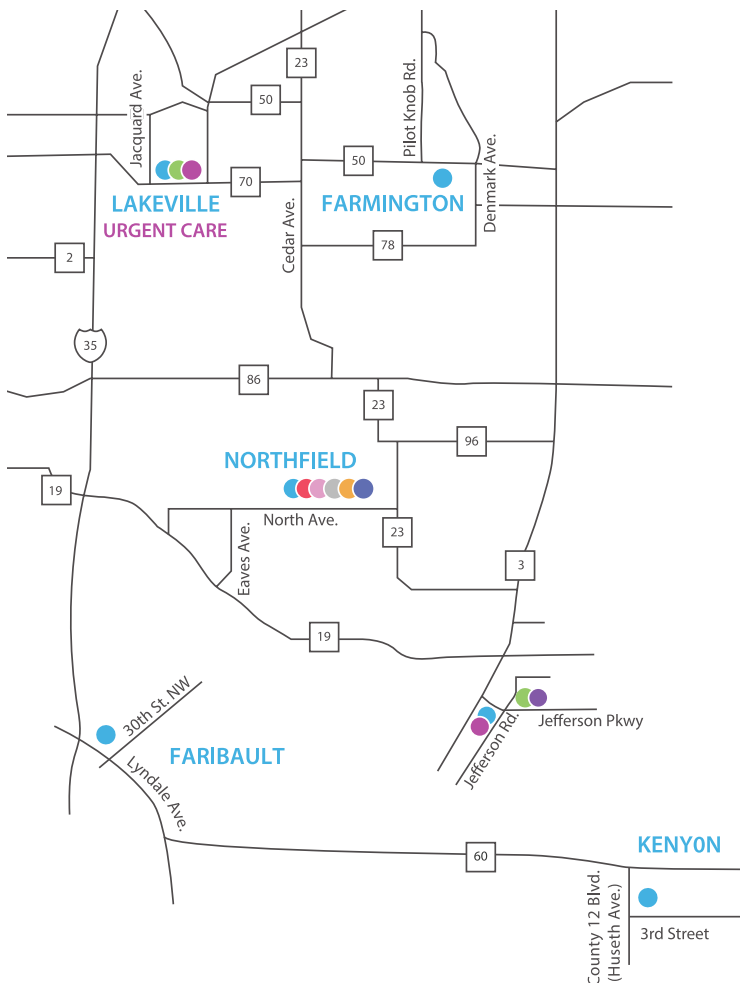 23
Jacquard Ave.
50
Pilot Knob Rd.
50
70
Denmark Ave.
LAKEVILLE
URGENT CARE
FARMINGTON
Cedar Ave.
78
2
35
86
23
96
NORTHFIELD
19
North Ave.
23
Eaves Ave.
3
19
30th St. NW
Jefferson Pkwy
Jefferson Rd.
FARIBAULT
Lyndale Ave.
KENY0N
60
County 12 Blvd.
(Huseth Ave.)
3rd Street